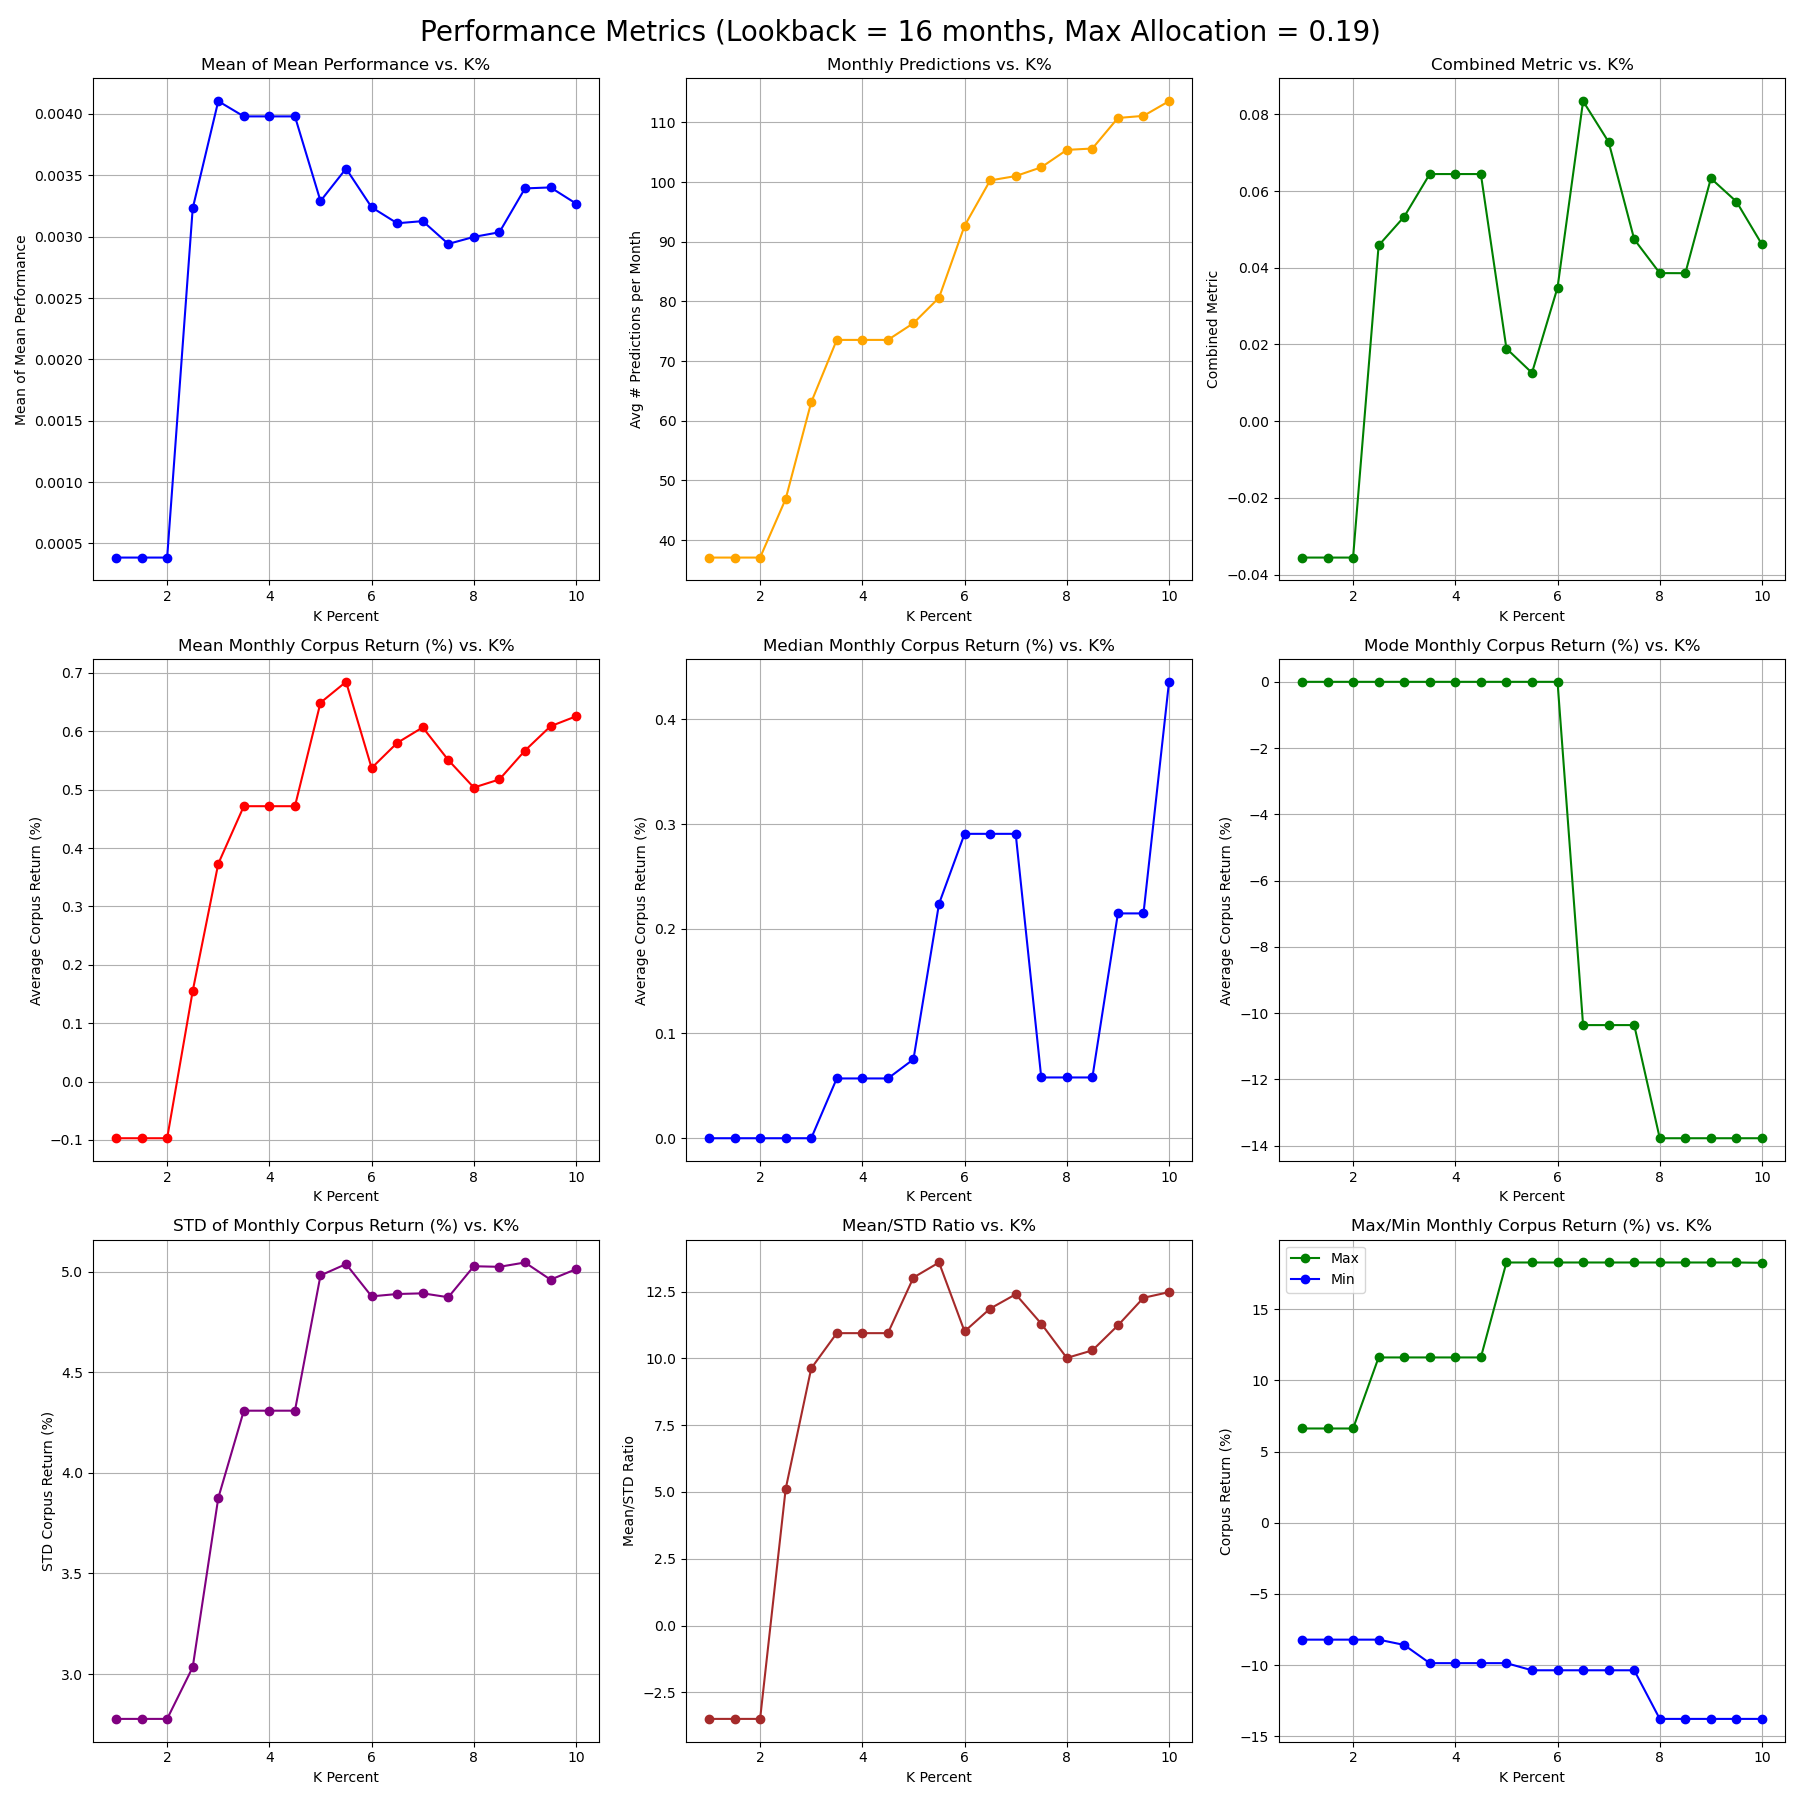 Performance Metrics (Lookback = 16 months, Max Allocation = 0.19)
Mean of Mean Performance vs. K%
Mean of Mean Performance
0.0040
0.0035
0.0030
0.0025
0.0020
0.0015
0.0010
0.0005
2 4 6 8 10
K Percent
Monthly Predictions vs. K%
Avg # Predictions per Month
110
100
90
80
70
60
50
40
2 4 6 8 10
K Percent
Combined Metric vs. K%
Combined Metric
0.08
0.06
0.04
0.02
0.00
−0.02
−0.04
2 4 6 8 10
K Percent
Mean Monthly Corpus Return (%) vs. K%
Average Corpus Return (%)
0.7
0.6
0.5
0.4
0.3
0.2
0.1
0.0
−0.1
2 4 6 8 10
K Percent
Median Monthly Corpus Return (%) vs. K%
Average Corpus Return (%)
0.4
0.3
0.2
0.1
0.0
2 4 6 8 10
K Percent
Mode Monthly Corpus Return (%) vs. K%
Average Corpus Return (%)
0
−2
−4
−6
−8
−10
−12
−14
2 4 6 8 10
K Percent
STD of Monthly Corpus Return (%) vs. K%
STD Corpus Return (%)
5.0
4.5
4.0
3.5
3.0
2 4 6 8 10
K Percent
Mean/STD Ratio vs. K%
Mean/STD Ratio
12.5
10.0
7.5
5.0
2.5
0.0
−2.5
2 4 6 8 10
K Percent
Max/Min Monthly Corpus Return (%) vs. K%
Max
Min
Corpus Return (%)
15
10
5
0
−5
−10
−15
2 4 6 8 10
K Percent